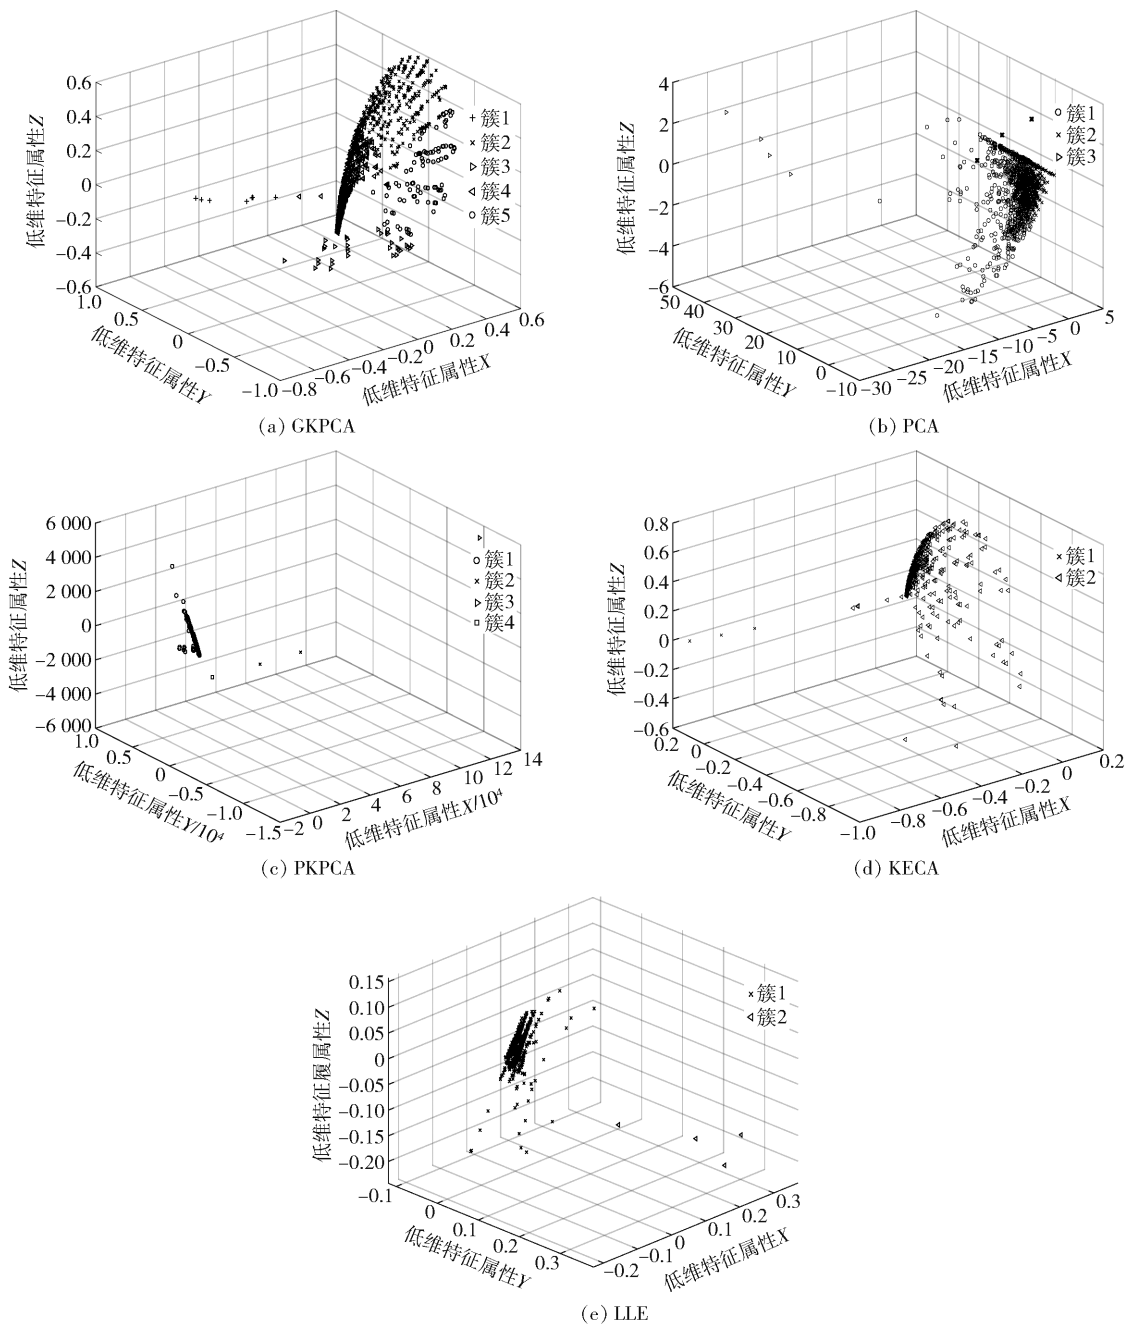 0.6
0.4
0.2
0
−0.2
−0.4
−0.6
低维特征属性Z
1.0
0.5
0
−0.5
−1.0
低维特征属性Y
−0.8
−0.6
−0.4
−0.2
0
0.2
0.4
0.6
低维特征属性X
簇1
簇2
簇3
簇4
簇5
(a) GKPCA
4
2
0
−2
−4
−6
低维特征属性Z
50
40
30
20
10
0
−10
低维特征属性Y
−30
−25
−20
−15
−10
−5
0
5
低维特征属性X
簇1
簇2
簇3
(b) PCA
6 000
4 000
2 000
0
−2 000
−4 000
−6 000
低维特征属性Z
1.0
0.5
0
−0.5
−1.0
−1.5
低维特征属性Y/10⁴
−2
0
2
4
6
8
10
12
14
低维特征属性X/10⁴
簇1
簇2
簇3
簇4
(c) PKPCA
0.8
0.6
0.4
0.2
0
−0.2
−0.4
−0.6
低维特征属性Z
0.2
0
−0.2
−0.4
−0.6
−0.8
−1.0
低维特征属性Y
−0.8
−0.6
−0.4
−0.2
0
0.2
低维特征属性X
簇1
簇2
(d) KECA
0.15
0.10
0.05
0
−0.05
−0.10
−0.15
−0.20
低维特征履属性Z
−0.1
0
0.1
0.2
0.3
低维特征属性Y
−0.2
−0.1
0
0.1
0.2
0.3
低维特征属性X
簇1
簇2
(e) LLE